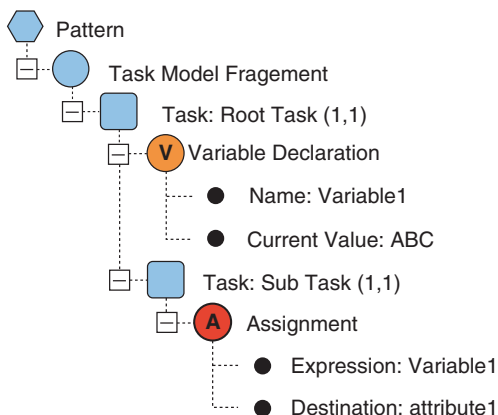 Pattern
Task Model Fragement
Task: Root Task (1,1)
V Variable Declaration
Name: Variable1
Current Value: ABC
Task: Sub Task (1,1)
A Assignment
Expression: Variable1
Destination: attribute1